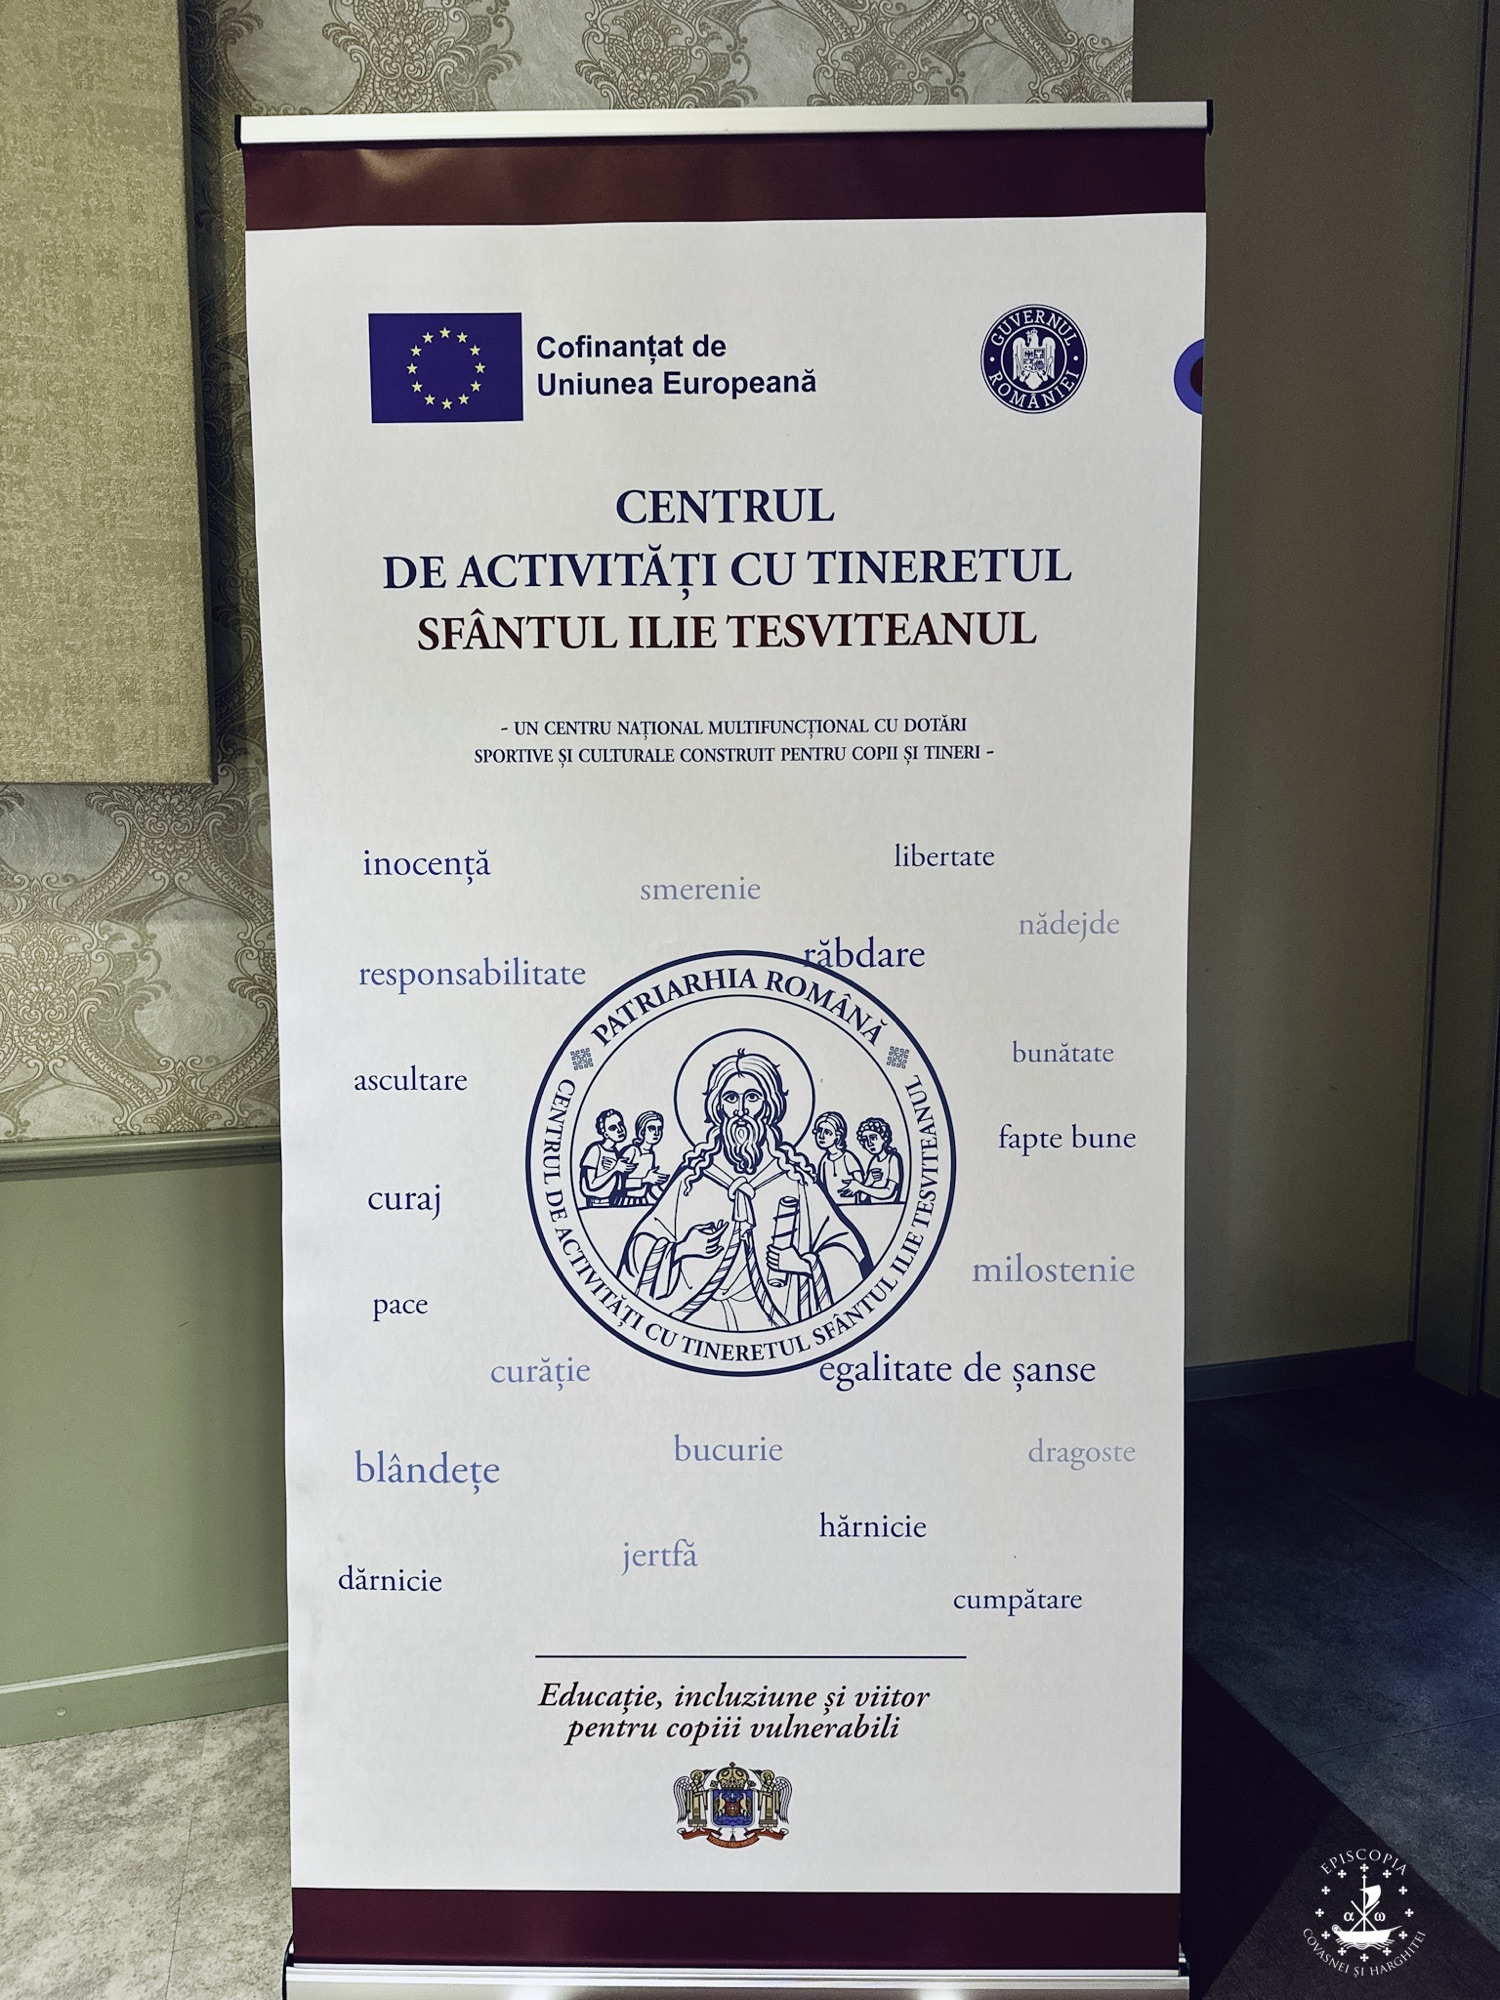 Cofinanțat de
Uniunea Europeană
GUVERNUL ROMÂNIEI
CENTRUL
DE ACTIVITĂȚI CU TINERETUL
SFÂNTUL ILIE TESVITEANUL
- UN CENTRU NAȚIONAL MULTIFUNCȚIONAL CU DOTĂRI
SPORTIVE ȘI CULTURALE CONSTRUIT PENTRU COPII ȘI TINERI -
inocență
libertate
smerenie
nădejde
răbdare
responsabilitate
PATRIARHIA ROMÂNĂ
CENTRUL DE ACTIVITĂȚI CU TINERETUL SFÂNTUL ILIE TESVITEANUL
bunătate
ascultare
fapte bune
curaj
milostenie
pace
curăție
egalitate de șanse
blândețe
bucurie
dragoste
hărnicie
jertfă
dărnicie
cumpătare
Educație, incluziune și viitor
pentru copiii vulnerabili
EPISCOPIA
α ω
COVASNEI ȘI HARGHITEI